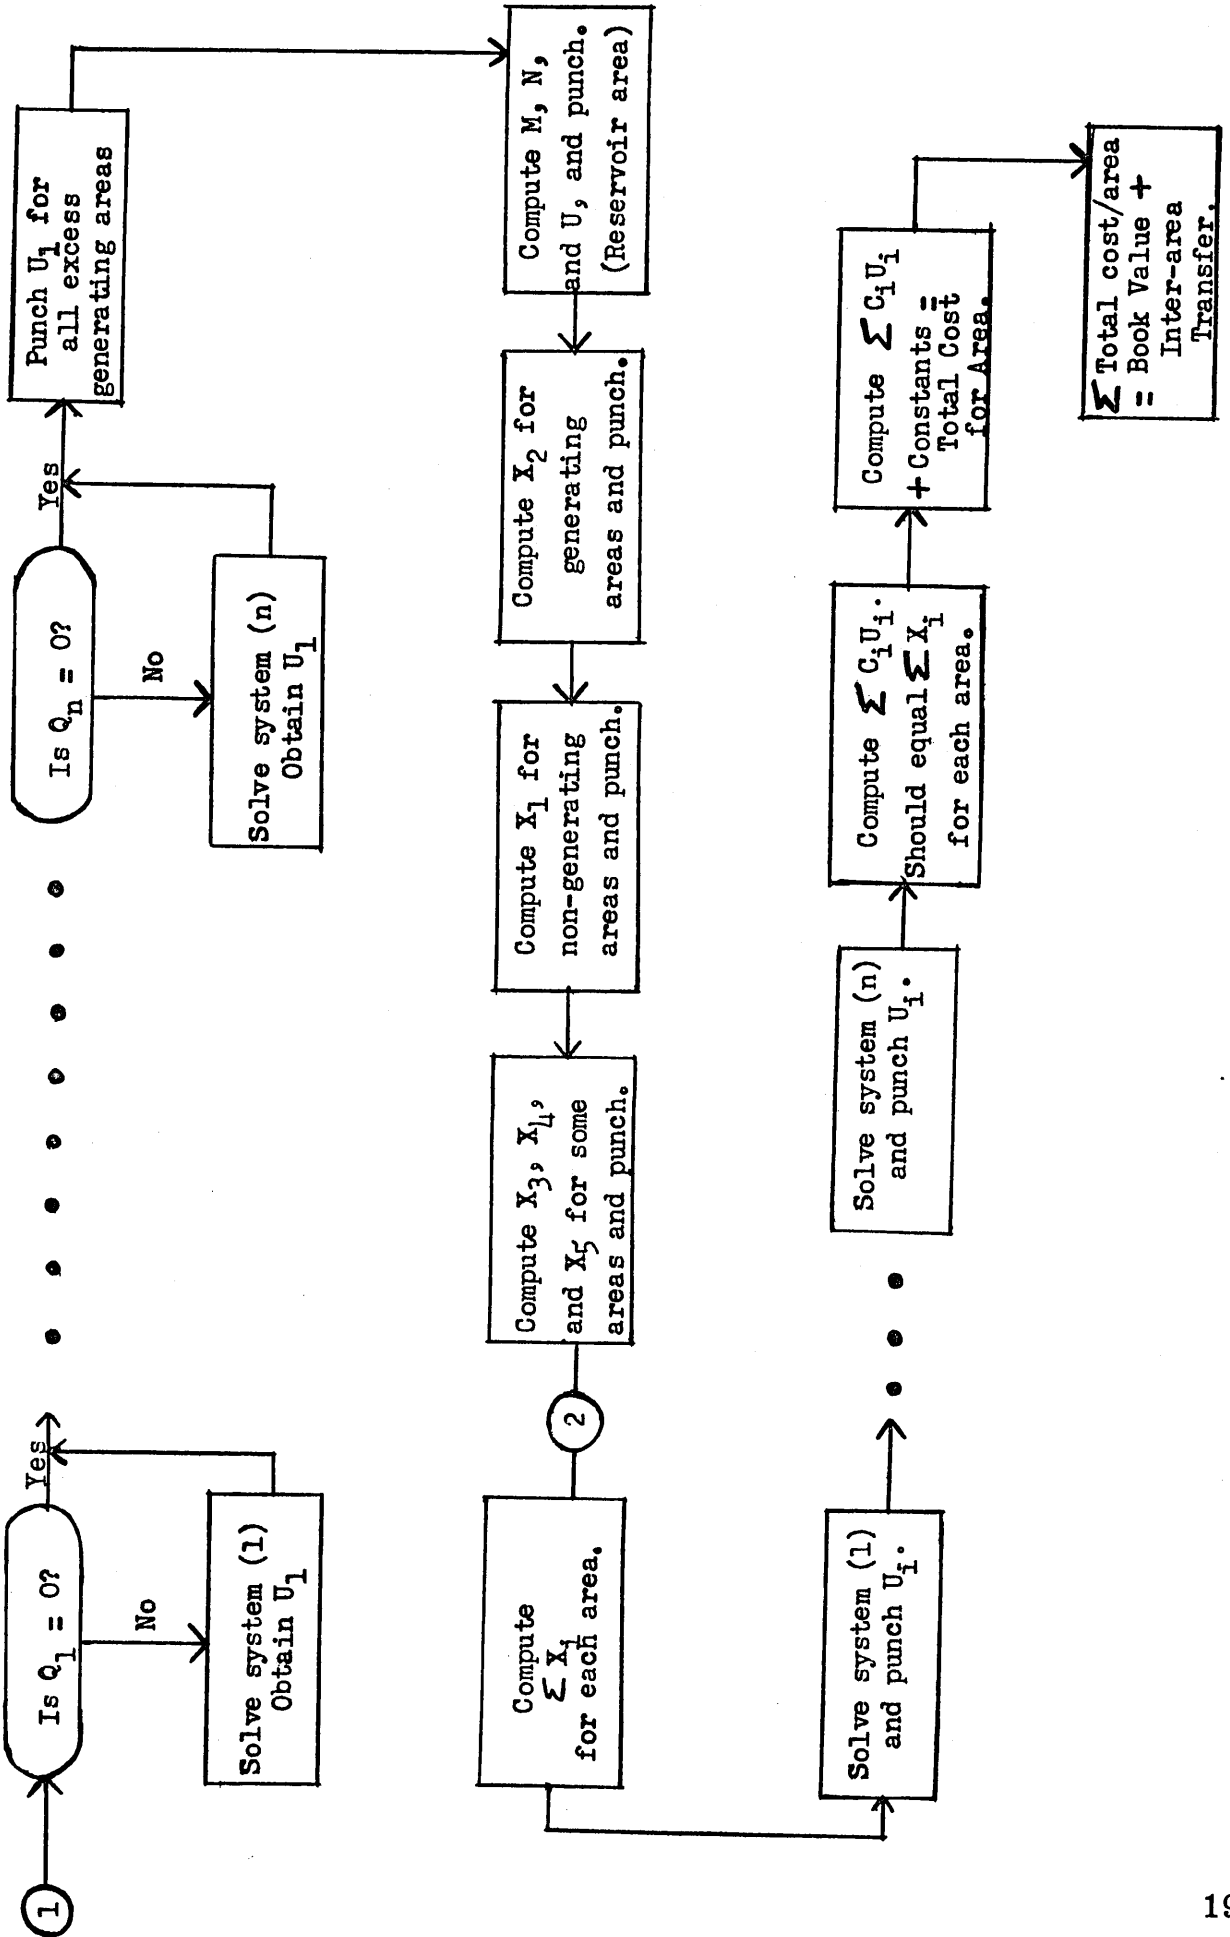 1
Is Q1 = 0?
Yes
No
Solve system (1)
Obtain U1
Is Qn = 0?
Yes
No
Solve system (n)
Obtain U1
Punch U1 for
all excess
generating areas
Compute M, N,
and U, and punch.
(Reservoir area)
Compute X2 for
generating
areas and punch.
Compute X1 for
non-generating
areas and punch.
Compute X3, X4,
and X5 for some
areas and punch.
2
Compute
Σ Xi
for each area.
Solve system (1)
and punch Ui.
Solve system (n)
and punch Ui.
Compute Σ CiUi.
Should equal Σ Xi
for each area.
Compute Σ CiUi
+ Constants =
Total Cost
for Area.
Σ Total cost/area
= Book Value +
Inter-area
Transfer.
19